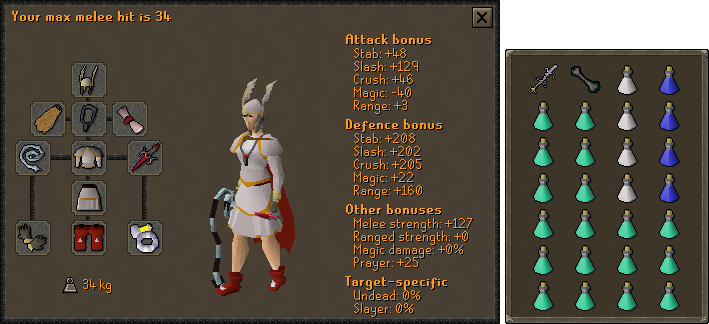 Your max melee hit is 34
Attack bonus
Stab: +48
Slash: +129
Crush: +46
Magic: -40
Range: +3
Defence bonus
Stab: +208
Slash: +202
Crush: +205
Magic: +22
Range: +160
Other bonuses
Melee strength: +127
Ranged strength: +0
Magic damage: +0%
Prayer: +25
Target-specific
Undead: 0%
Slayer: 0%
34 kg